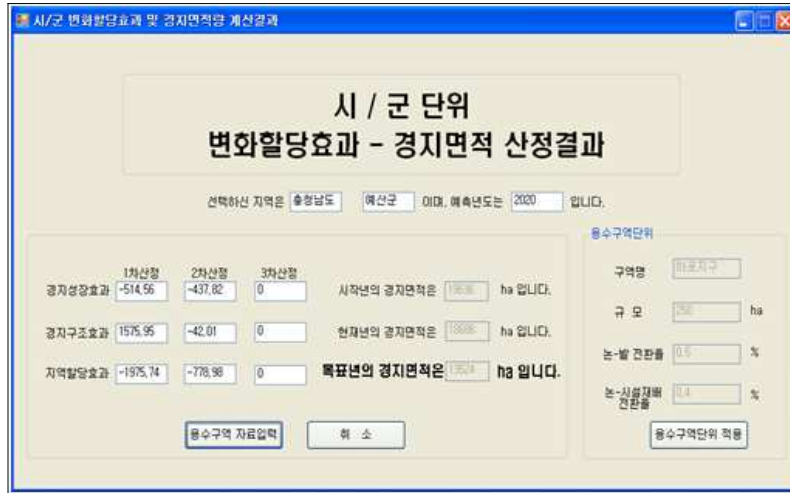 시/군 변화할당효과 및 경지면적량 계산결과
시 / 군 단위
변화할당효과 - 경지면적 산정결과
선택하신 지역은 충청남도 예산군 이며, 예측년도는 2020 입니다.
1차산정 2차산정 3차산정
경지성장효과 -514,56 -437,82 0 시작년의 경지면적은 ha 입니다.
경지구조효과 1575,95 -42,01 0 현재년의 경지면적은 ha 입니다.
지역할당효과 -1975,74 -778,98 0 목표년의 경지면적은 ha 입니다.
용수구역 자료입력 취 소
용수구역단위
구역명
규 모 250 ha
논-밭 전환율 0,6 %
논-시설재배
전환율 0,4 %
용수구역단위 적용